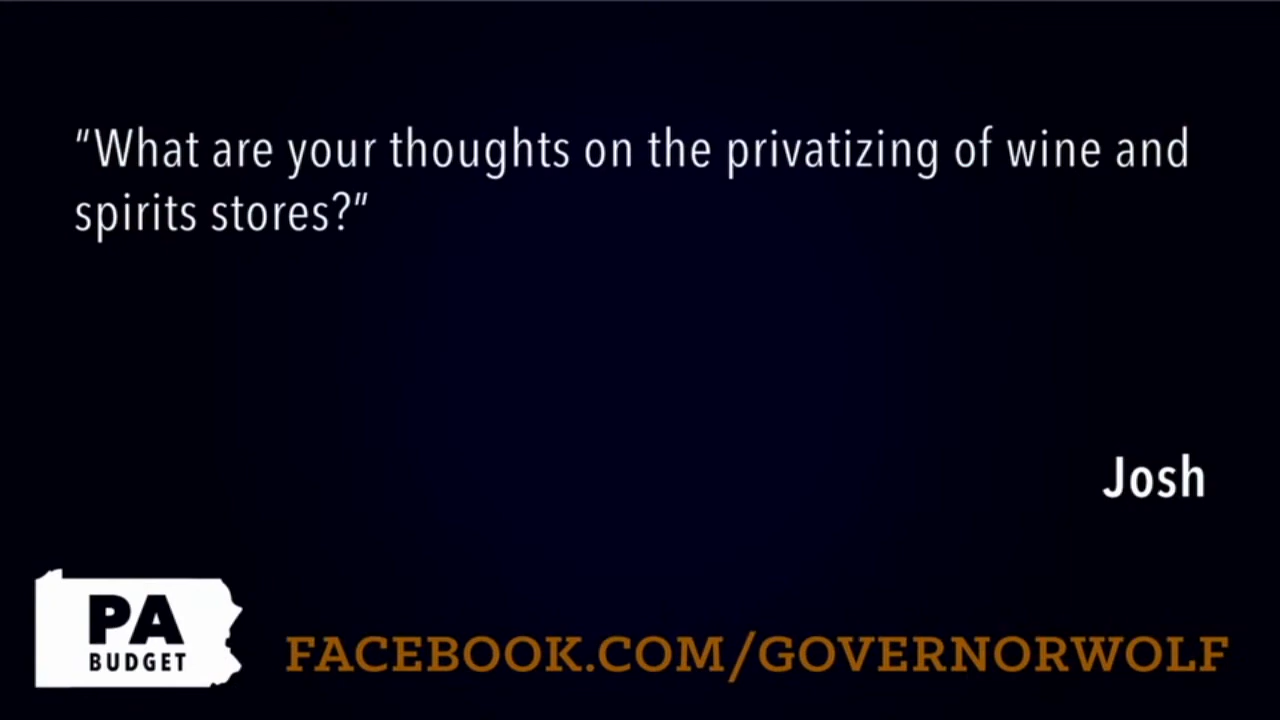 “What are your thoughts on the privatizing of wine and
spirits stores?”
Josh
PA
BUDGET
FACEBOOK.COM/GOVERNORWOLF